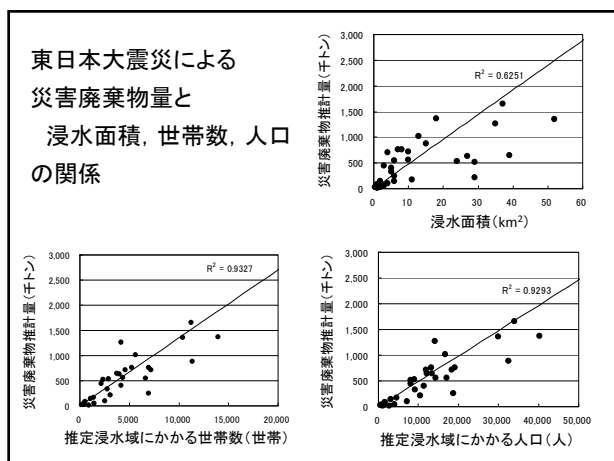 東日本大震災による
災害廃棄物量と
浸水面積，世帯数，人口
の関係
災害廃棄物推計量（千トン）
3,000
2,500
2,000
1,500
1,000
500
0
R² = 0.6251
0 10 20 30 40 50 60
浸水面積（km²）
災害廃棄物推計量（千トン）
3,000
2,500
2,000
1,500
1,000
500
0
R² = 0.9327
0 5,000 10,000 15,000 20,000
推定浸水域にかかる世帯数（世帯）
災害廃棄物推計量（千トン）
3,000
2,500
2,000
1,500
1,000
500
0
R² = 0.9293
0 10,000 20,000 30,000 40,000 50,000
推定浸水域にかかる人口（人）